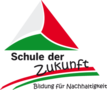 Schule der
Zukunft
Bildung für Nachhaltigkeit